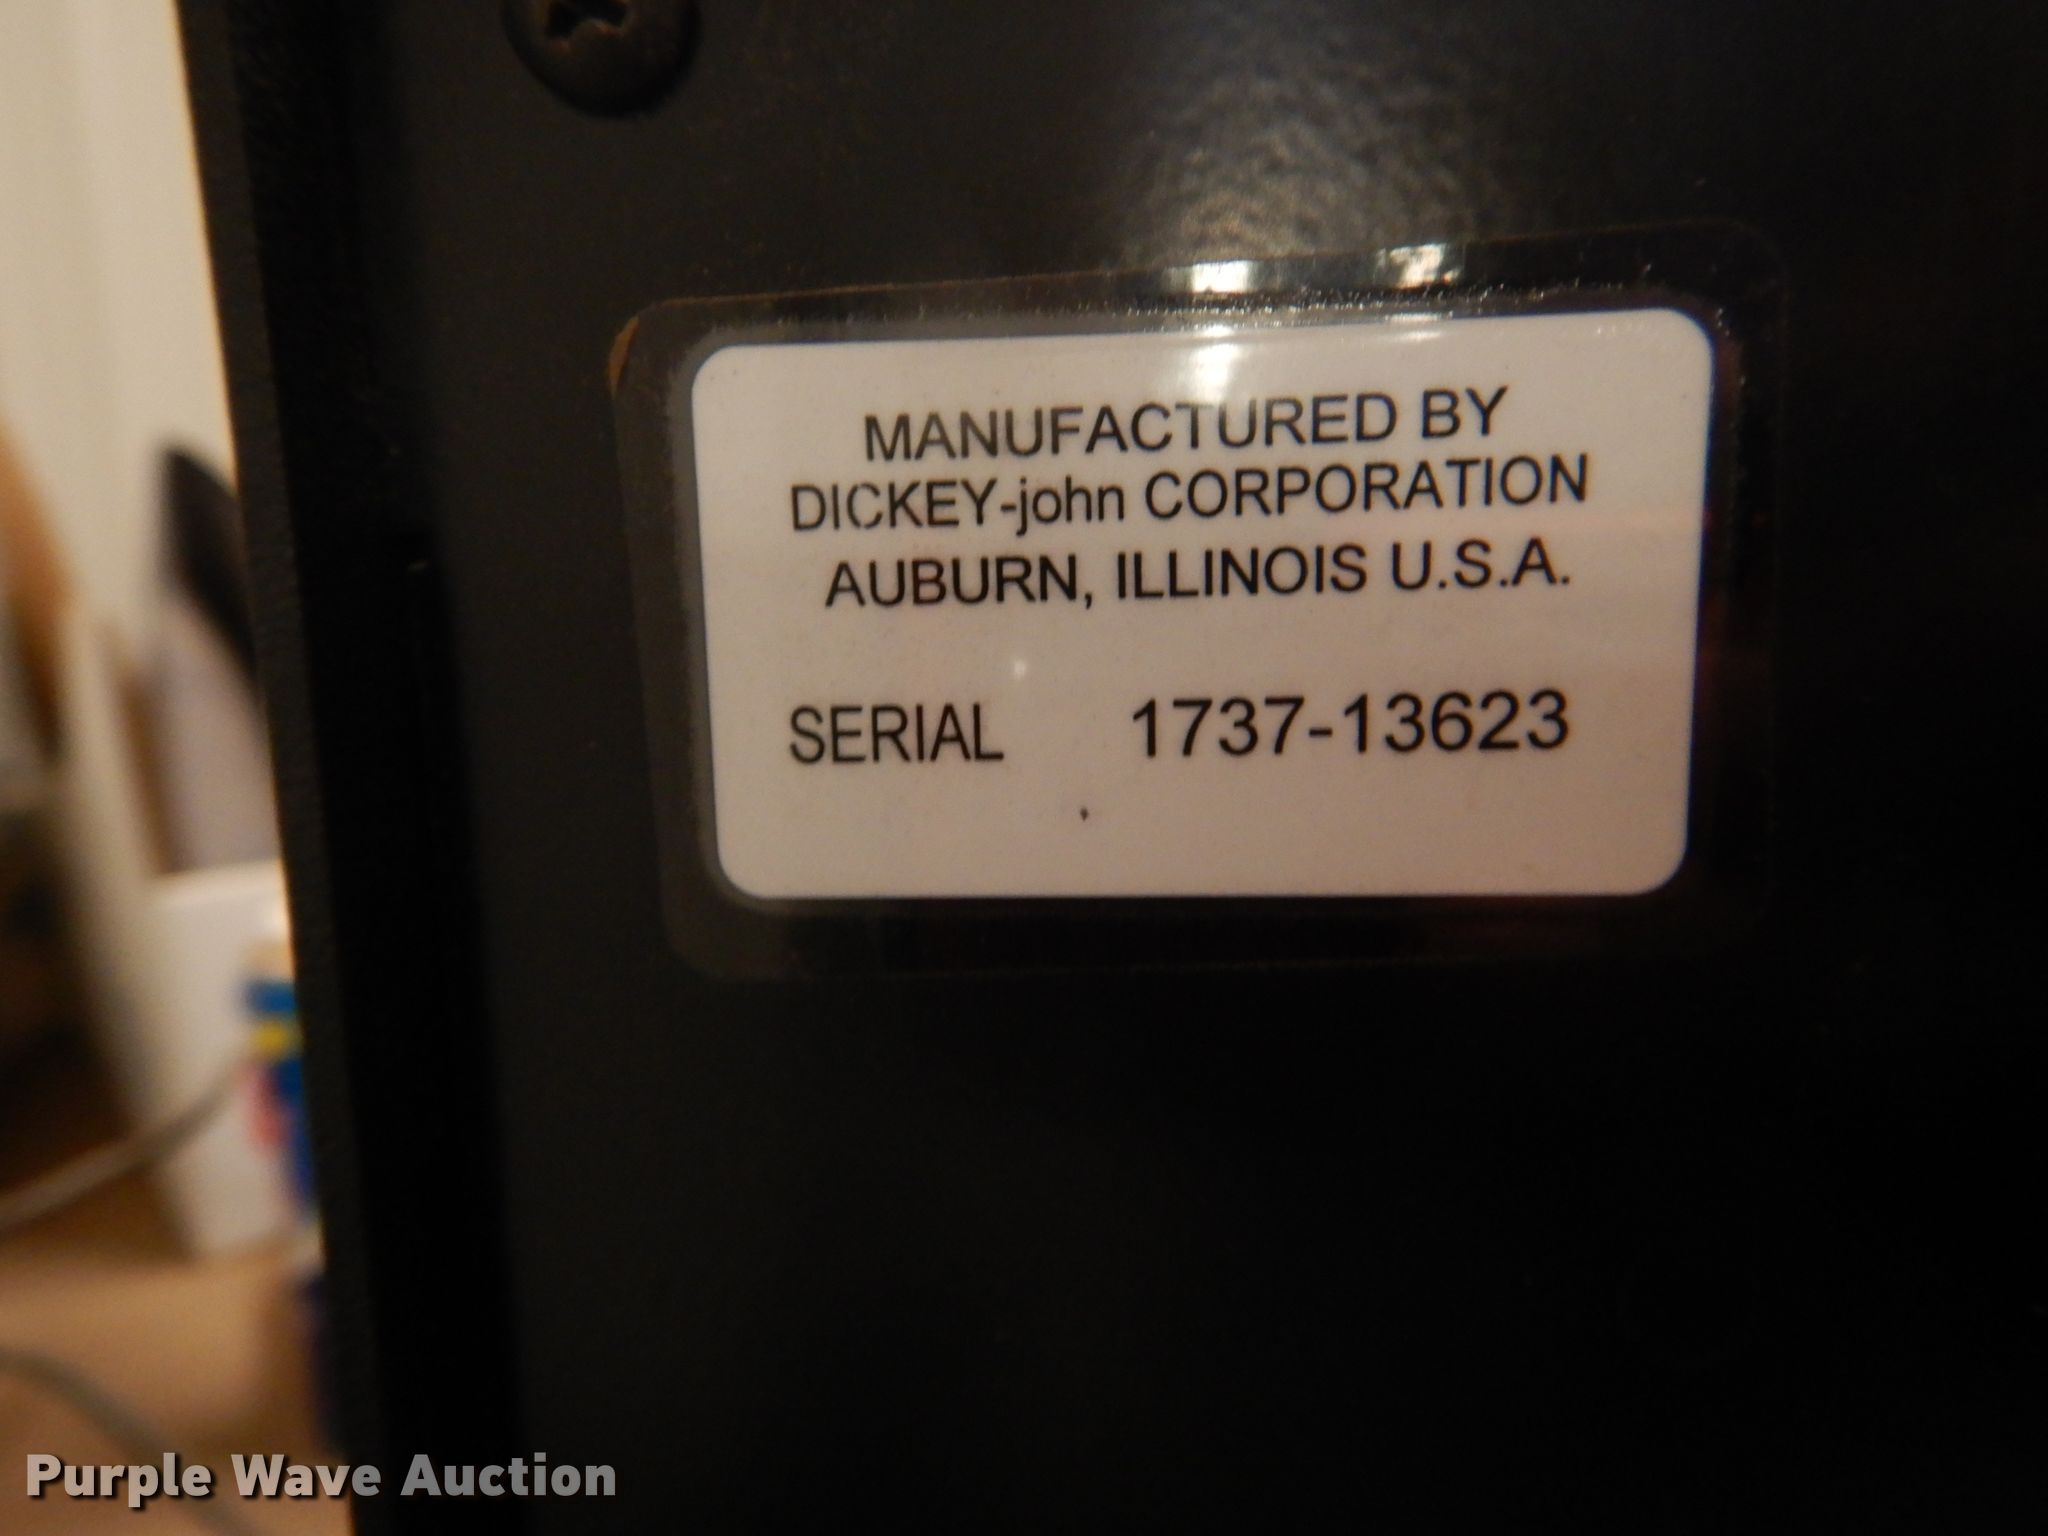 MANUFACTURED BY
DICKEY-john CORPORATION
AUBURN, ILLINOIS U.S.A.
SERIAL 1737-13623
Purple Wave Auction